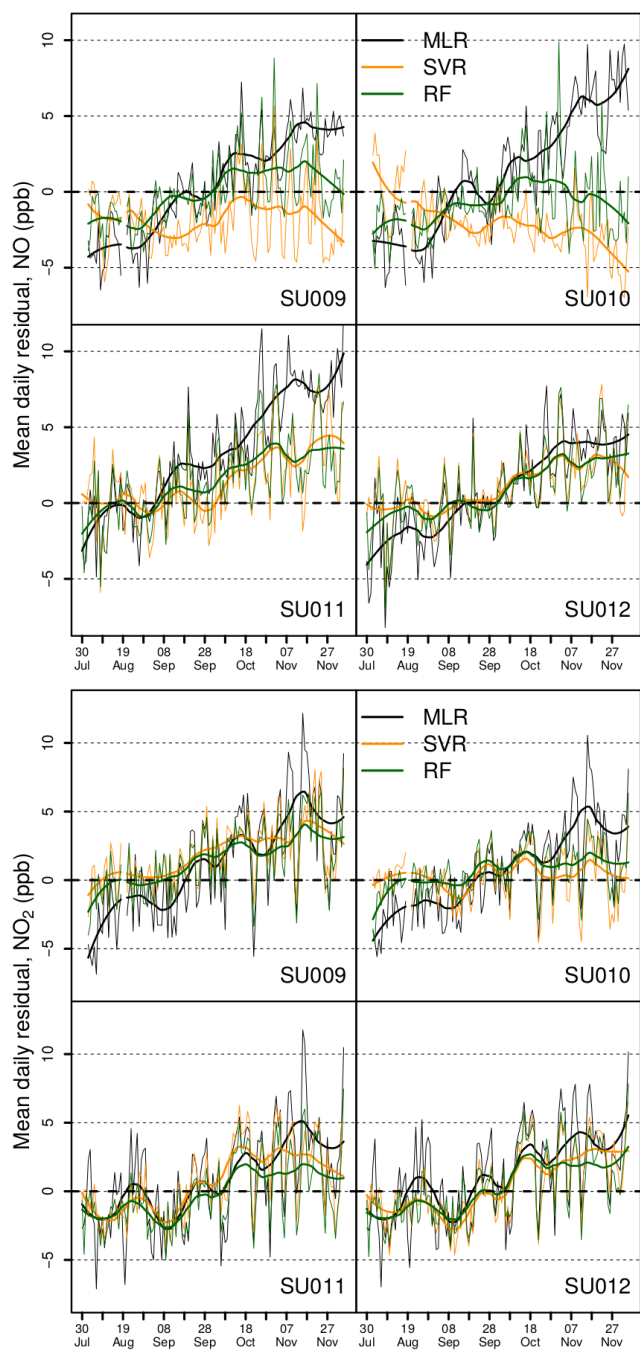 Mean daily residual, NO (ppb)
10
5
0
−5
MLR
SVR
RF
SU009
SU010
10
5
0
−5
SU011
SU012
30 Jul
19 Aug
08 Sep
28 Sep
18 Oct
07 Nov
27 Nov
30 Jul
19 Aug
08 Sep
28 Sep
18 Oct
07 Nov
27 Nov
Mean daily residual, NO₂ (ppb)
10
5
0
−5
MLR
SVR
RF
SU009
SU010
10
5
0
−5
SU011
SU012
30 Jul
19 Aug
08 Sep
28 Sep
18 Oct
07 Nov
27 Nov
30 Jul
19 Aug
08 Sep
28 Sep
18 Oct
07 Nov
27 Nov